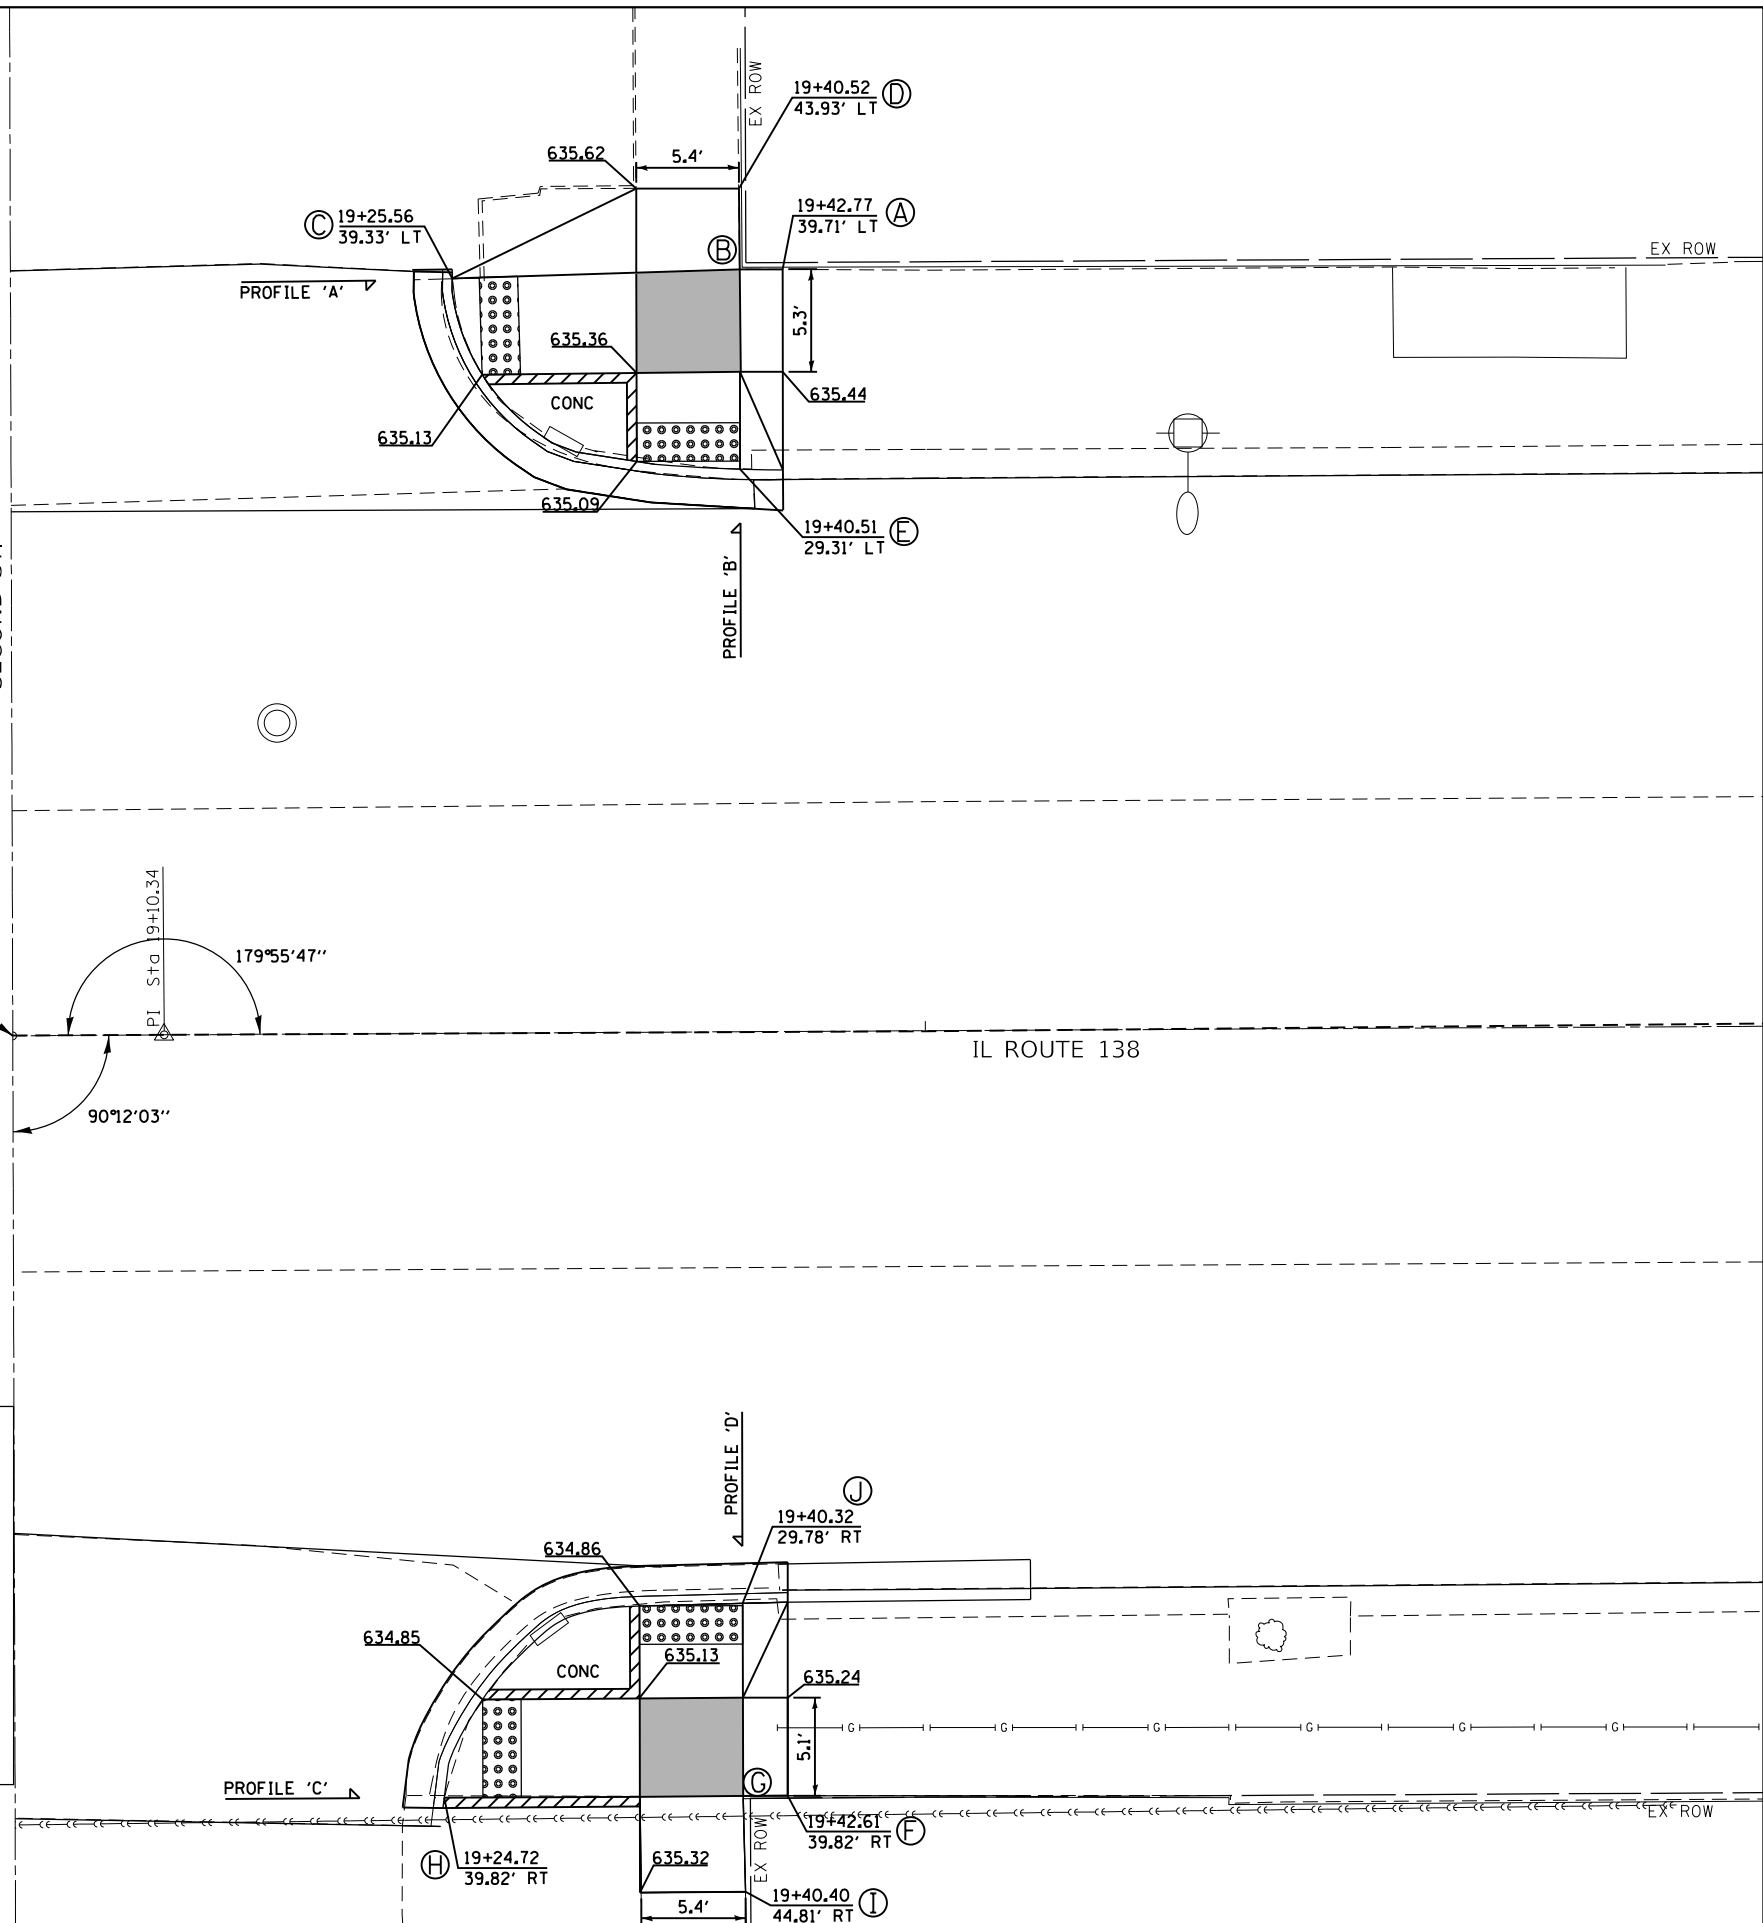 EX ROW
19+40.52
43.93' LT
D
635.62
5.4'
C
19+25.56
39.33' LT
19+42.77
39.71' LT
A
B
EX ROW
PROFILE 'A'
5.3'
635.36
635.44
CONC
635.13
635.09
19+40.51
29.31' LT
E
PROFILE 'B'
PI Sta 19+10.34
179°55'47''
IL ROUTE 138
90°12'03''
PROFILE 'D'
J
19+40.32
29.78' RT
634.86
634.85
635.13
CONC
635.24
G G G G G G
5.1'
G
PROFILE 'C'
EX ROW
19+42.61
39.82' RT
F
EX ROW
H
19+24.72
39.82' RT
635.32
19+40.40
44.81' RT
I
5.4'